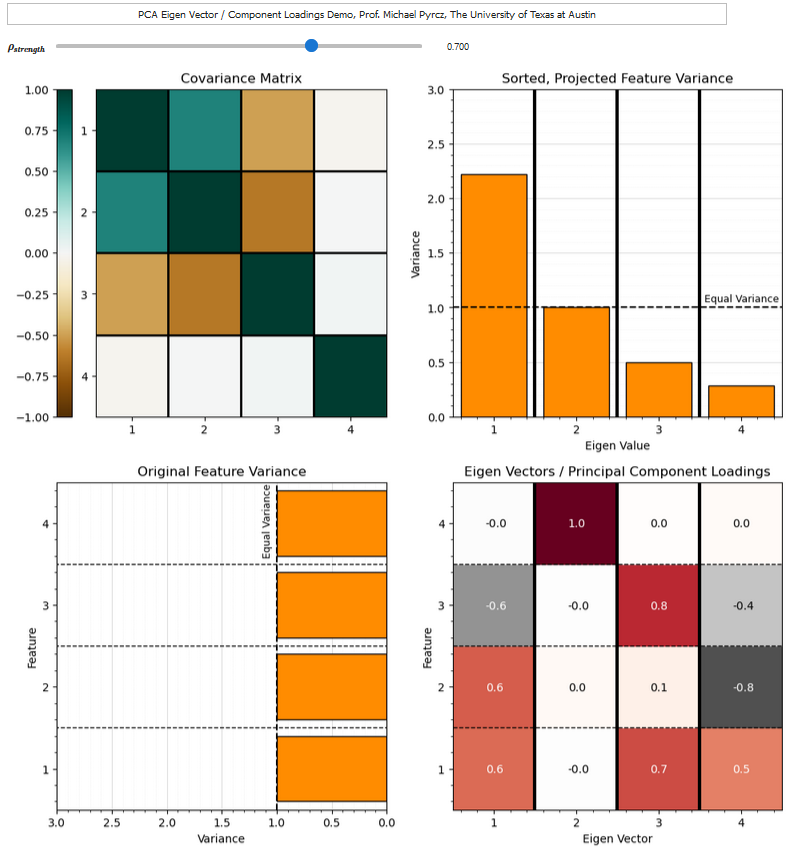 PCA Eigen Vector / Component Loadings Demo, Prof. Michael Pyrcz, The University of Texas at Austin
ρstrength 0.700
Covariance Matrix
1.00
0.75
0.50
0.25
0.00
−0.25
−0.50
−0.75
−1.00
1
2
3
4
1 2 3 4
Sorted, Projected Feature Variance
Variance
3.0
2.5
2.0
1.5
1.0
0.5
0.0
Equal Variance
1 2 3 4
Eigen Value
Original Feature Variance
Feature
4
3
2
1
Equal Variance
3.0 2.5 2.0 1.5 1.0 0.5 0.0
Variance
Eigen Vectors / Principal Component Loadings
Feature
4 -0.0 1.0 0.0 0.0
3 -0.6 -0.0 0.8 -0.4
2 0.6 0.0 0.1 -0.8
1 0.6 -0.0 0.7 0.5
1 2 3 4
Eigen Vector